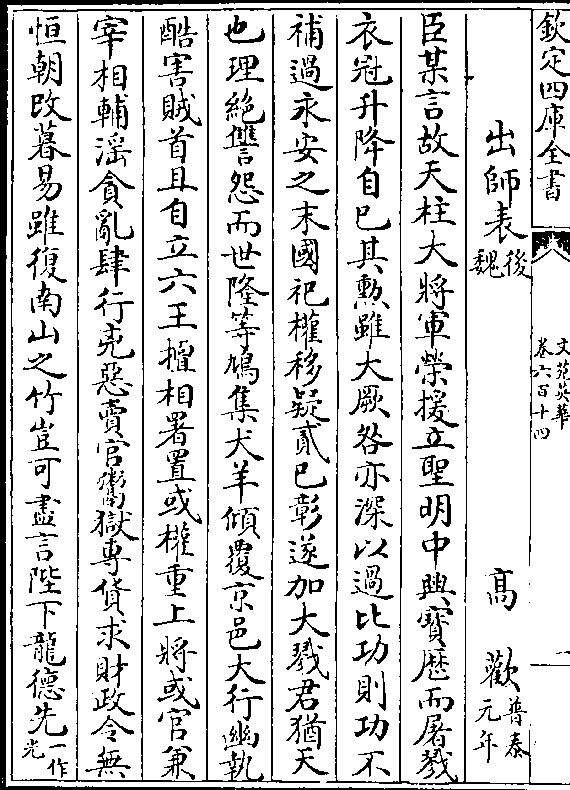 欽定四庫全書
文苑英華
卷六百十四
出師表 後魏 高歡 普泰元年
臣某言故天柱大將軍榮援立聖明中興寳厯而屠戮
衣冠升降自已其勲雖大厥咎亦深以過比功則功不
補過永安之末國祀權移疑貳已彰遂加大戮君猶天
也理絶讐怨而世隆等鳩集犬羊傾覆京邑大行幽執
酷害賊首且自立六王擅相署置或權重上將或官兼
宰相輔滛貪亂肆行克惡賣官鬻獄專貨求財政令無
恒朝改暮易雖復南山之竹豈可盡言陛下龍德先一作光